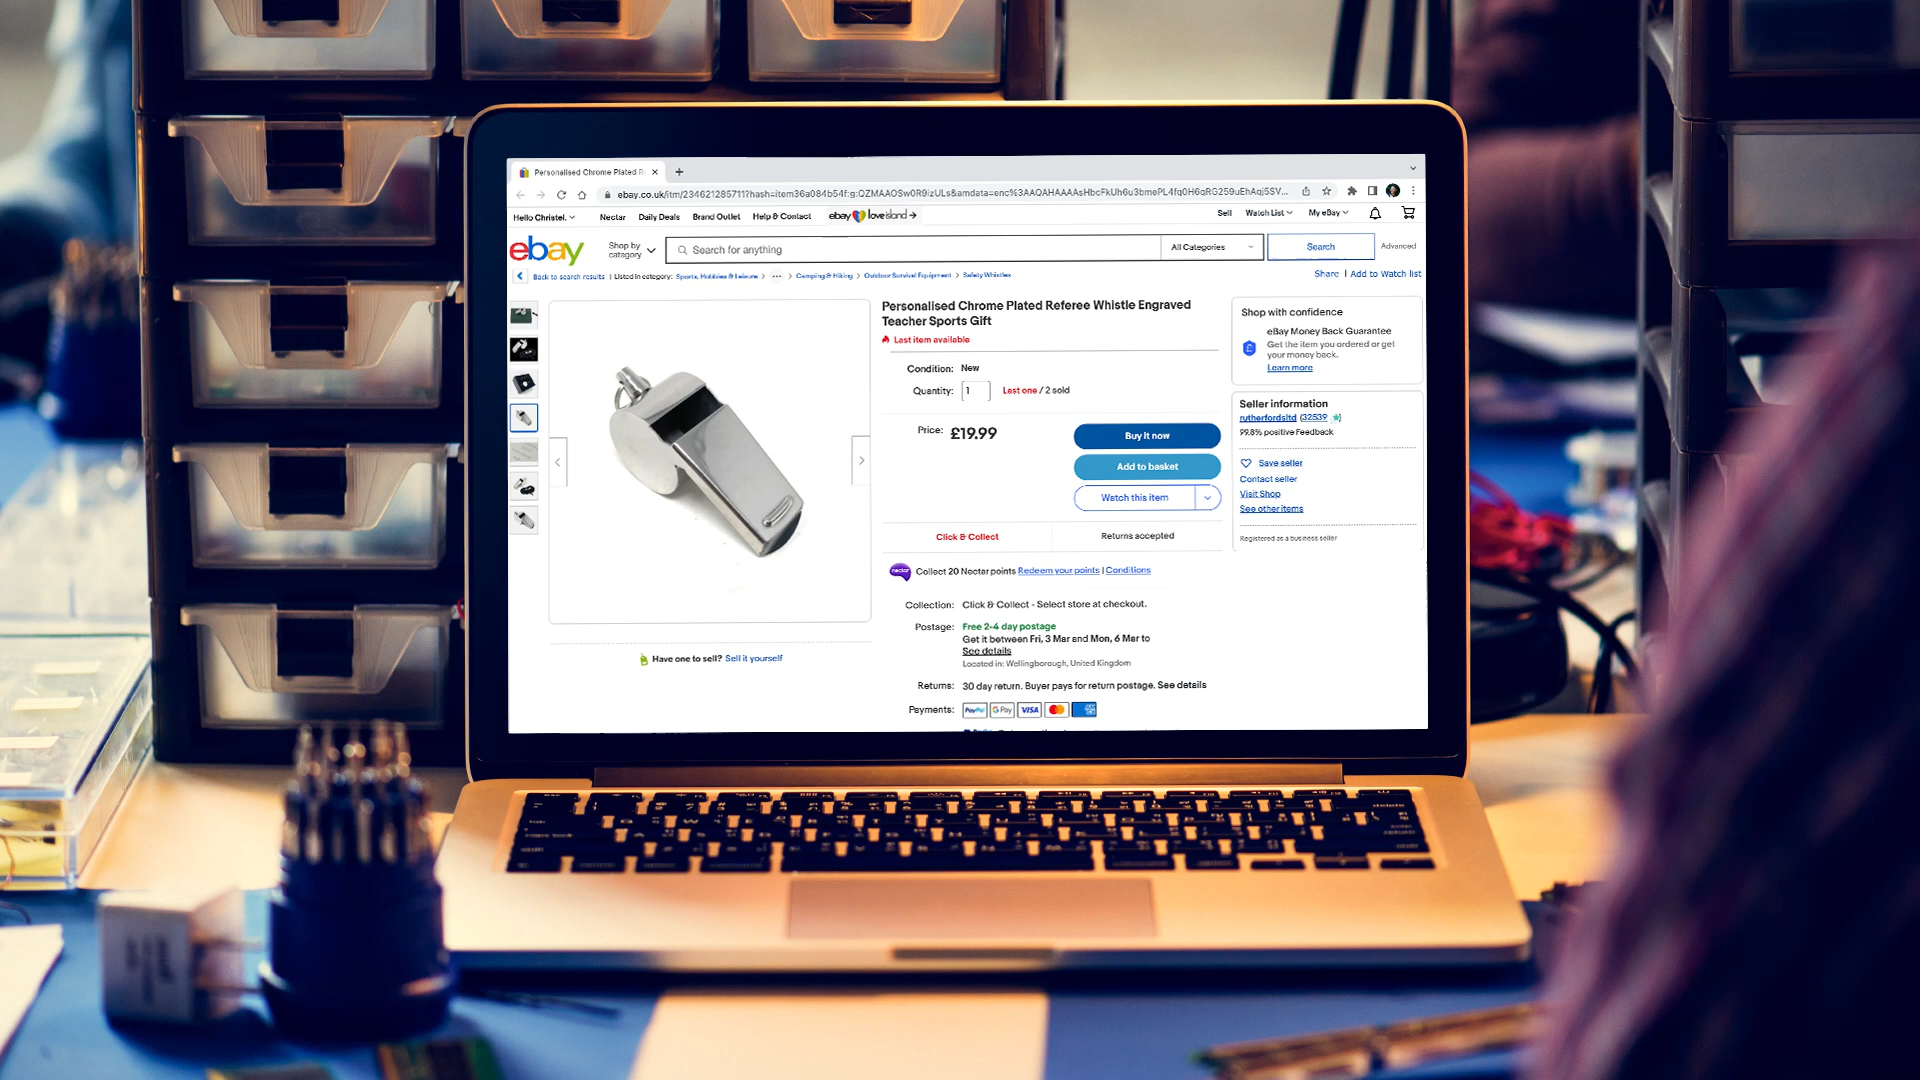 Personalised Chrome Plated R
ebay.co.uk/itm/234621285711?hash=item36a084b54f:g:QZMAAOSw0R9izULs&amdata=enc%3AAQAHAAAAsHbcFkUh6u3bmePL4fq0H6qRG259uEhAqj5SV...
Hello Christel. Nectar Daily Deals Brand Outlet Help & Contact ebay loveisland Sell Watch List My eBay
ebay Shop by category Search for anything All Categories Search Advanced
Back to search results | Listed in category: Sports, Hobbies & Leisure > ... > Camping & Hiking > Outdoor Survival Equipment > Safety Whistles Share | Add to Watch list
Personalised Chrome Plated Referee Whistle Engraved
Teacher Sports Gift
Last item available
Condition: New
Quantity: 1 Last one / 2 sold
Price: £19.99
Buy it now
Add to basket
Watch this item
Click & Collect Returns accepted
nectar Collect 20 Nectar points Redeem your points | Conditions
Collection: Click & Collect - Select store at checkout.
Postage: Free 2-4 day postage
Get it between Fri, 3 Mar and Mon, 6 Mar to
See details
Located in: Wellingborough, United Kingdom
Returns: 30 day return. Buyer pays for return postage. See details
Payments: PayPal G Pay VISA
Have one to sell? Sell it yourself
Shop with confidence
eBay Money Back Guarantee
Get the item you ordered or get
your money back.
Learn more
Seller information
rutherfordsltd (32539)
99.8% positive Feedback
Save seller
Contact seller
Visit Shop
See other items
Registered as a business seller